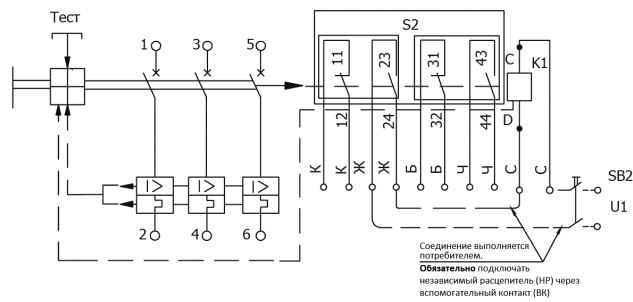 Тест
1
3
5
S2
11
23
31
43
C
K1
12
24
32
44
D
К
К
Ж
Ж
Б
Б
Ч
Ч
С
С
SB2
U1
I>
I>
I>
2
4
6
Соединение выполняется
потребителем.
Обязательно подключать
независимый расцепитель (НР) через
вспомогательный контакт (ВК)